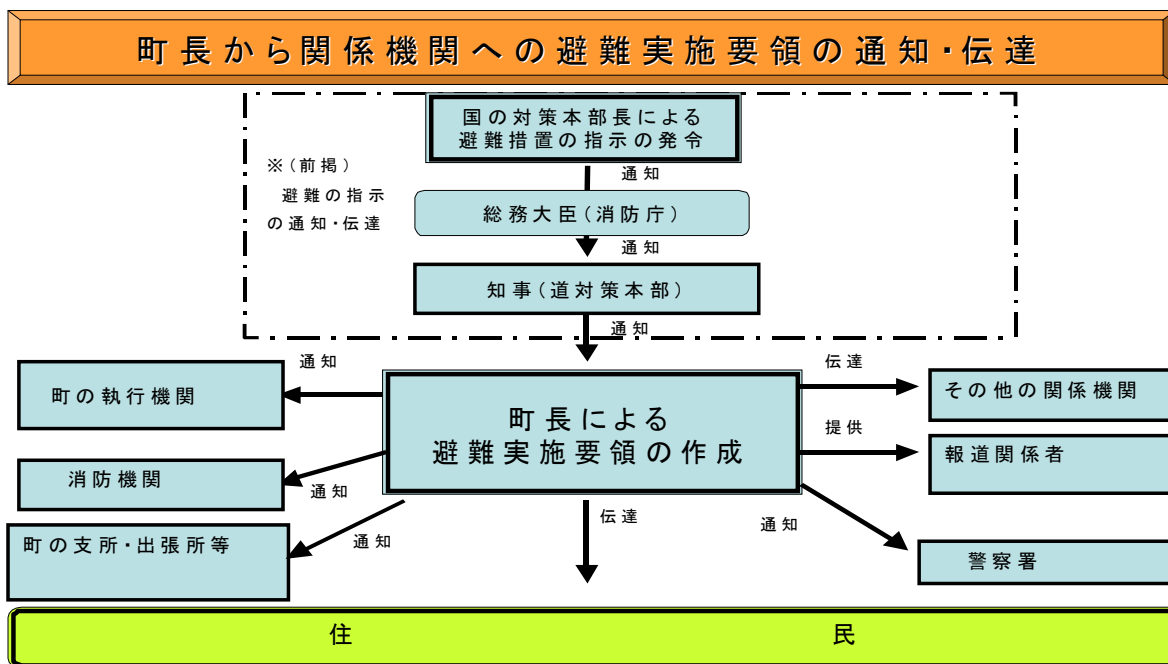 町長から関係機関への避難実施要領の通知・伝達
国の対策本部長による
避難措置の指示の発令
※(前掲)
避難の指示
の通知・伝達
通知
総務大臣(消防庁)
通知
知事(道対策本部)
通知
通知
伝達
町の執行機関
町長による
避難実施要領の作成
その他の関係機関
提供
報道関係者
消防機関
通知
伝達
通知
町の支所・出張所等
通知
警察署
住民